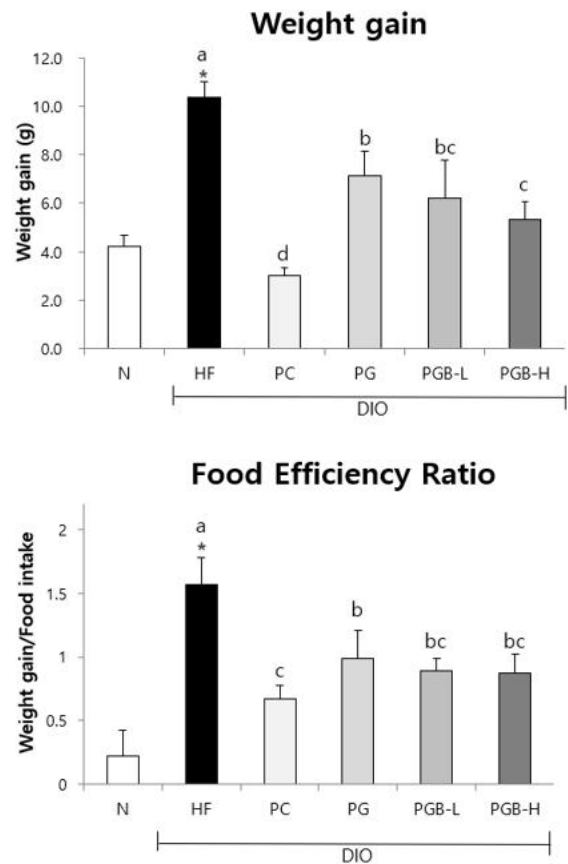 Weight gain
12.0
10.0
8.0
6.0
4.0
2.0
0.0
Weight gain (g)
a
*
d
b
bc
c
N HF PC PG PGB-L PGB-H
DIO
Food Efficiency Ratio
2
1.5
1
0.5
0
Weight gain/Food intake
a
*
c
b
bc
bc
N HF PC PG PGB-L PGB-H
DIO